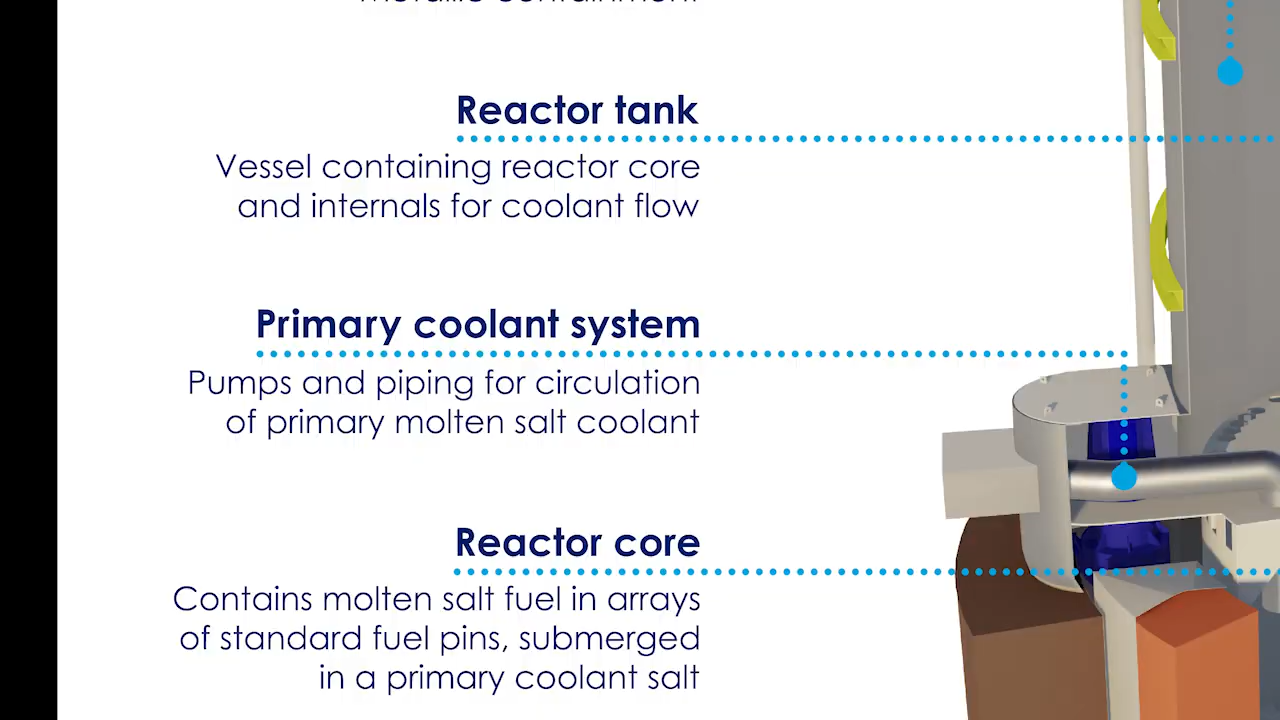 Reactor tank
Vessel containing reactor core
and internals for coolant flow
Primary coolant system
Pumps and piping for circulation
of primary molten salt coolant
Reactor core
Contains molten salt fuel in arrays
of standard fuel pins, submerged
in a primary coolant salt